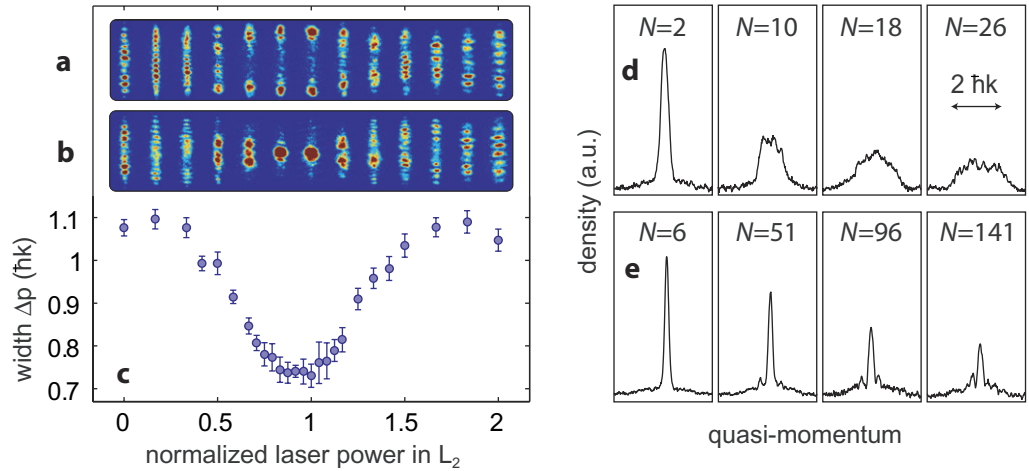 a
b
c
width Δp (ħk)
1.1
1
0.9
0.8
0.7
0
0.5
1
1.5
2
normalized laser power in L₂
d
N=2
N=10
N=18
N=26
2 ħk
density (a.u.)
e
N=6
N=51
N=96
N=141
quasi-momentum